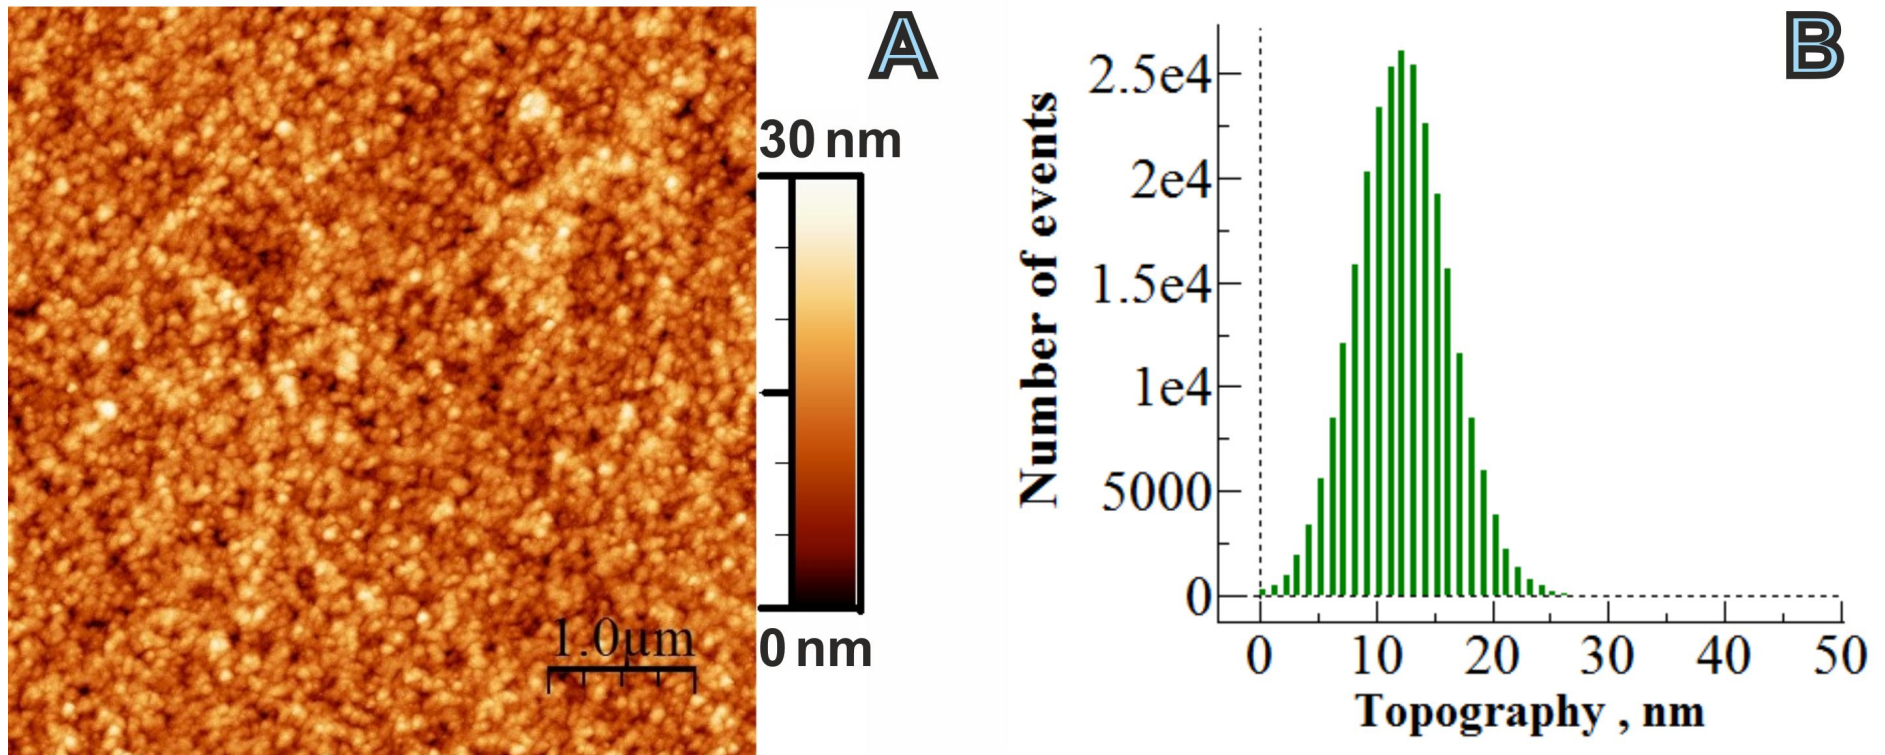 A
30 nm
0 nm
1.0µm
B
Number of events
2.5e4
2e4
1.5e4
1e4
5000
0
0 10 20 30 40 50
Topography , nm